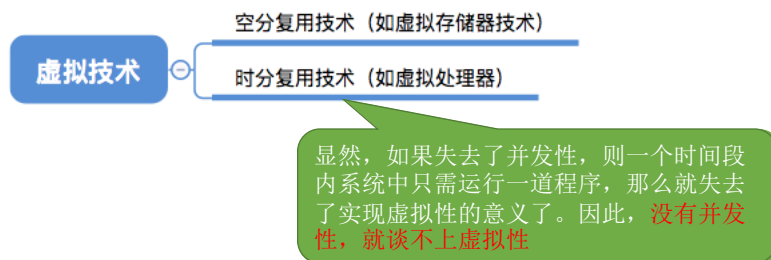 空分复用技术（如虚拟存储器技术）
虚拟技术
时分复用技术（如虚拟处理器）
显然，如果失去了并发性，则一个时间段
内系统中只需运行一道程序，那么就失去
了实现虚拟性的意义了。因此，没有并发
性，就谈不上虚拟性